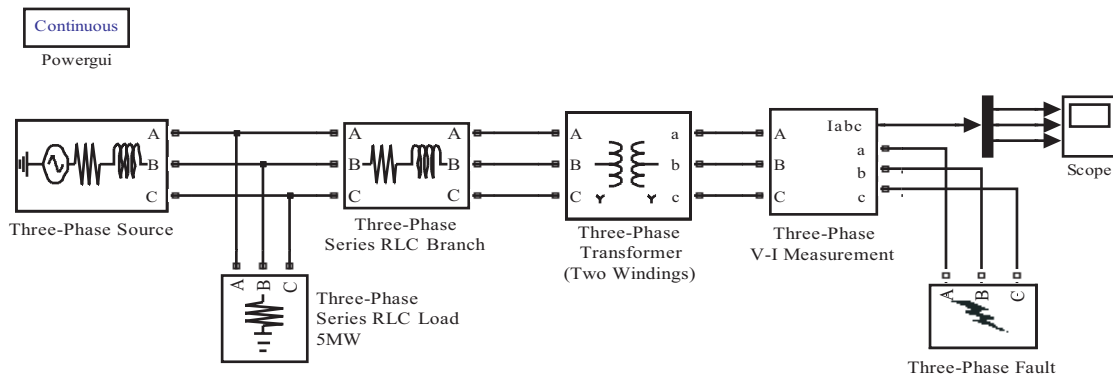 Continuous
Powergui
A
B
C
Three-Phase Source
A
B
C
Three-Phase
Series RLC Load
5MW
A
B
C
A
B
C
Three-Phase
Series RLC Branch
A
B
C
a
b
c
Three-Phase
Transformer
(Two Windings)
A
B
C
Iabc
a
b
c
Three-Phase
V-I Measurement
Scope
A
B
C
Three-Phase Fault